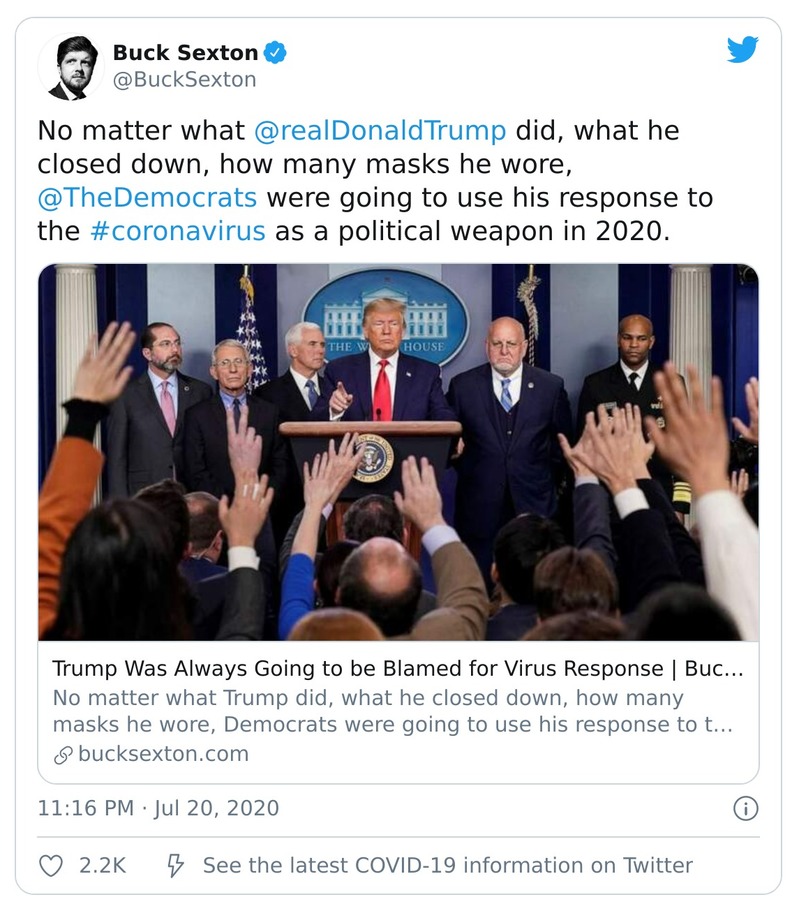 Buck Sexton
@BuckSexton
No matter what @realDonaldTrump did, what he
closed down, how many masks he wore,
@TheDemocrats were going to use his response to
the #coronavirus as a political weapon in 2020.
THE WHOUSE
Trump Was Always Going to be Blamed for Virus Response | Buc...
No matter what Trump did, what he closed down, how many
masks he wore, Democrats were going to use his response to t...
bucksexton.com
11:16 PM · Jul 20, 2020
2.2K
See the latest COVID-19 information on Twitter